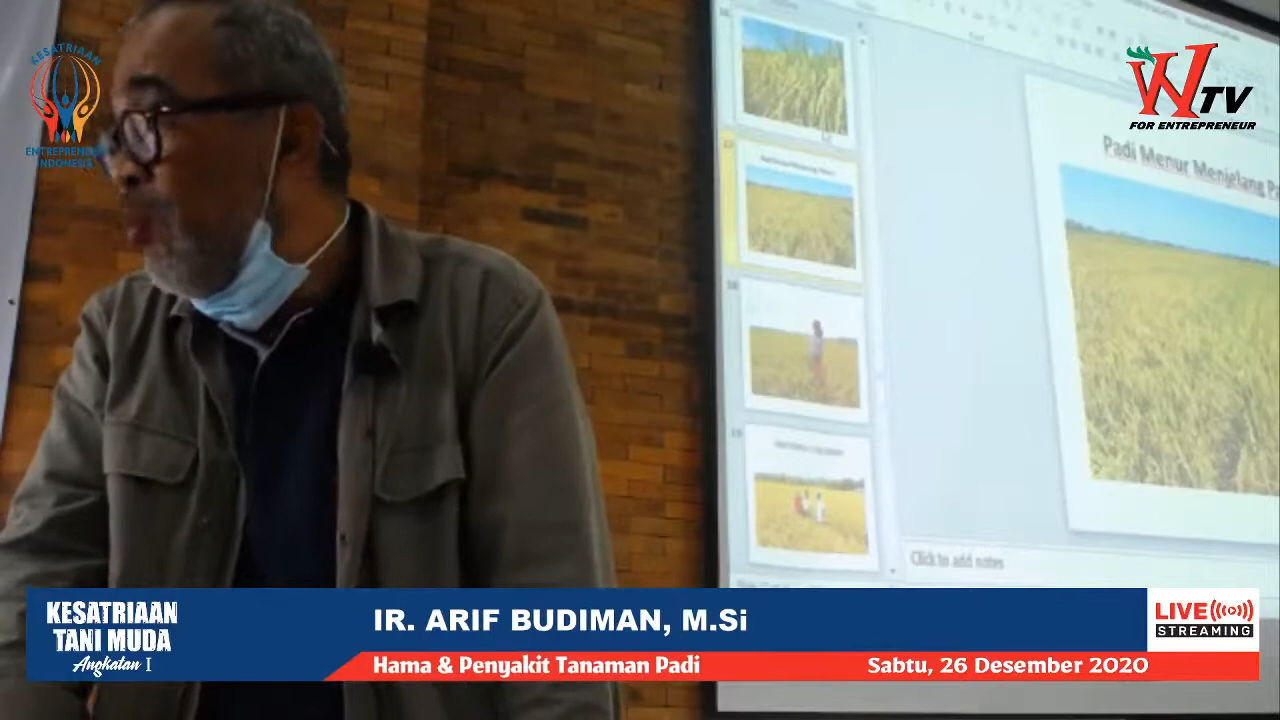 KESATRIAAN
ENTREPRENEUR
INDONESIA
W TV
FOR ENTREPRENEUR
Padi Menur Menjelang
Click to add notes
KESATRIAAN
TANI MUDA
Angkatan I
IR. ARIF BUDIMAN, M.Si
Hama & Penyakit Tanaman Padi
Sabtu, 26 Desember 2020
LIVE
STREAMING